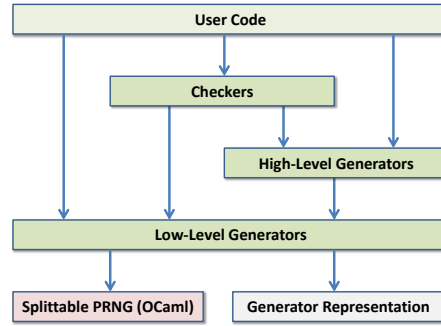 User Code
Checkers
High-Level Generators
Low-Level Generators
Splittable PRNG (OCaml)
Generator Representation